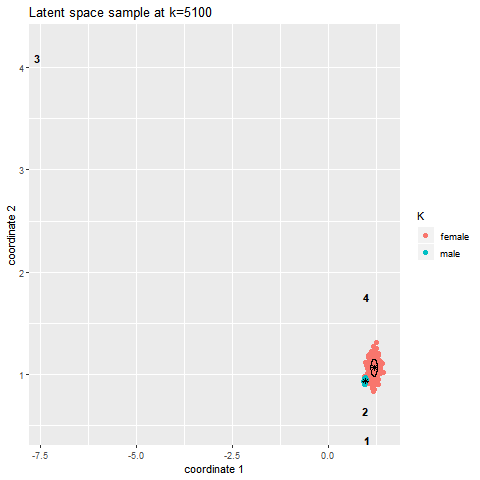 Latent space sample at k=5100
3
4
3
2
1
4
2
1
-7.5
-5.0
-2.5
0.0
coordinate 1
coordinate 2
K
female
male